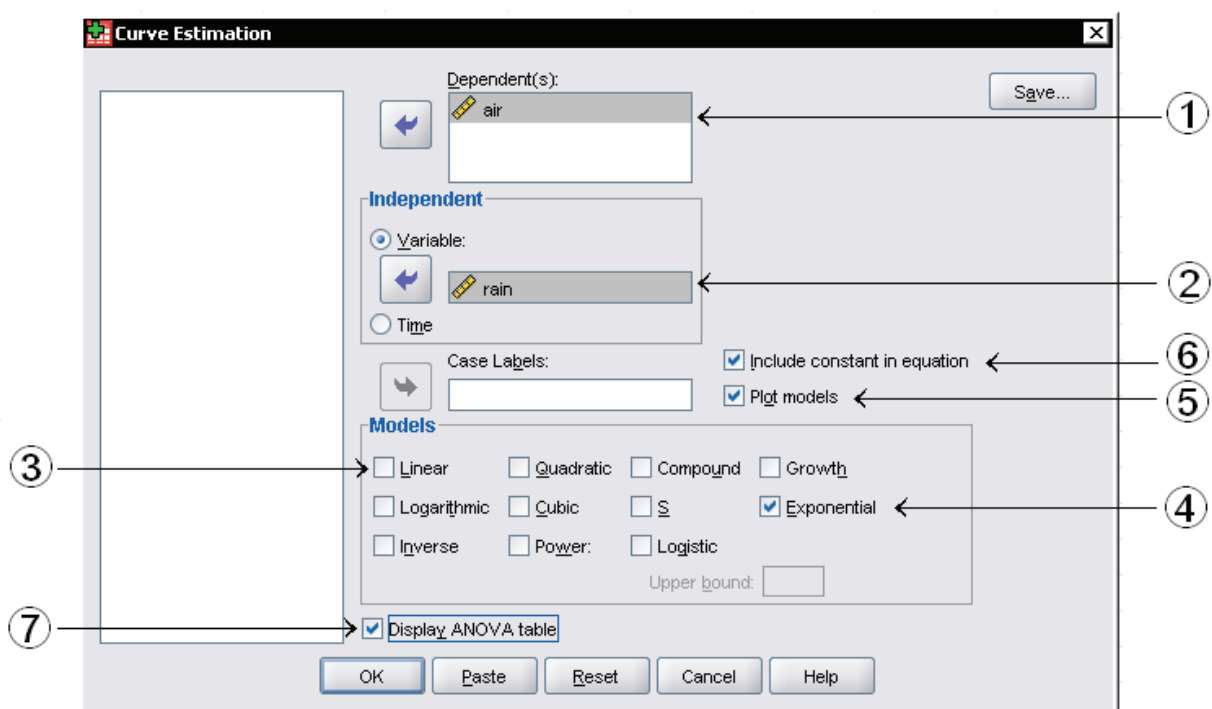 Curve Estimation
Dependent(s):
Save...
air
①
Independent
Variable:
rain
②
Time
Case Labels:
Include constant in equation
⑥
Plot models
⑤
Models
③
Linear Quadratic Compound Growth
Logarithmic Cubic S Exponential
④
Inverse Power: Logistic
Upper bound:
⑦
Display ANOVA table
OK Paste Reset Cancel Help